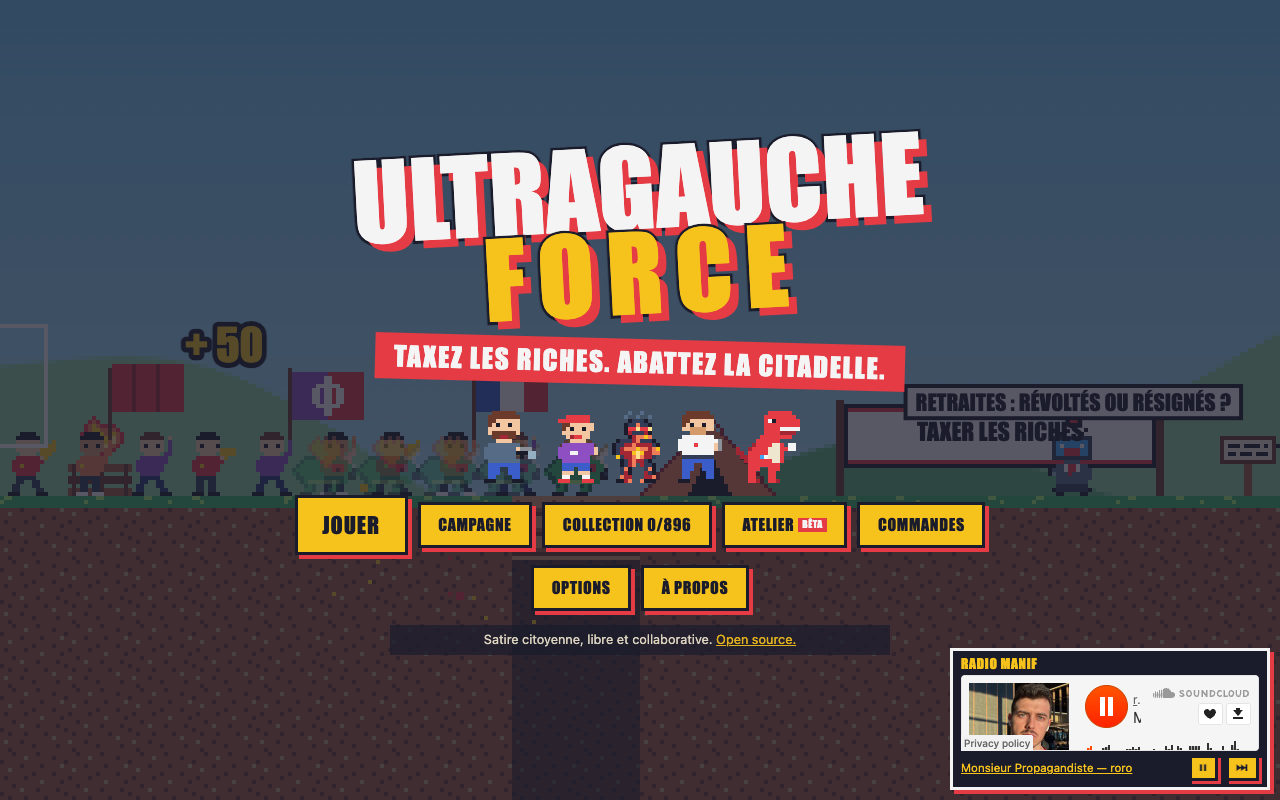 ULTRAGAUCHE
FORCE
+50
TAXEZ LES RICHES. ABATTEZ LA CITADELLE.
RETRAITES : RÉVOLTÉS OU RÉSIGNÉS ?
TAXER LES RICHES
JOUER
CAMPAGNE
COLLECTION 0/896
ATELIER BÊTA
COMMANDES
OPTIONS
À PROPOS
Satire citoyenne, libre et collaborative. Open source.
RADIO MANIF
SOUNDCLOUD
r.
Privacy policy
Monsieur Propagandiste — roro